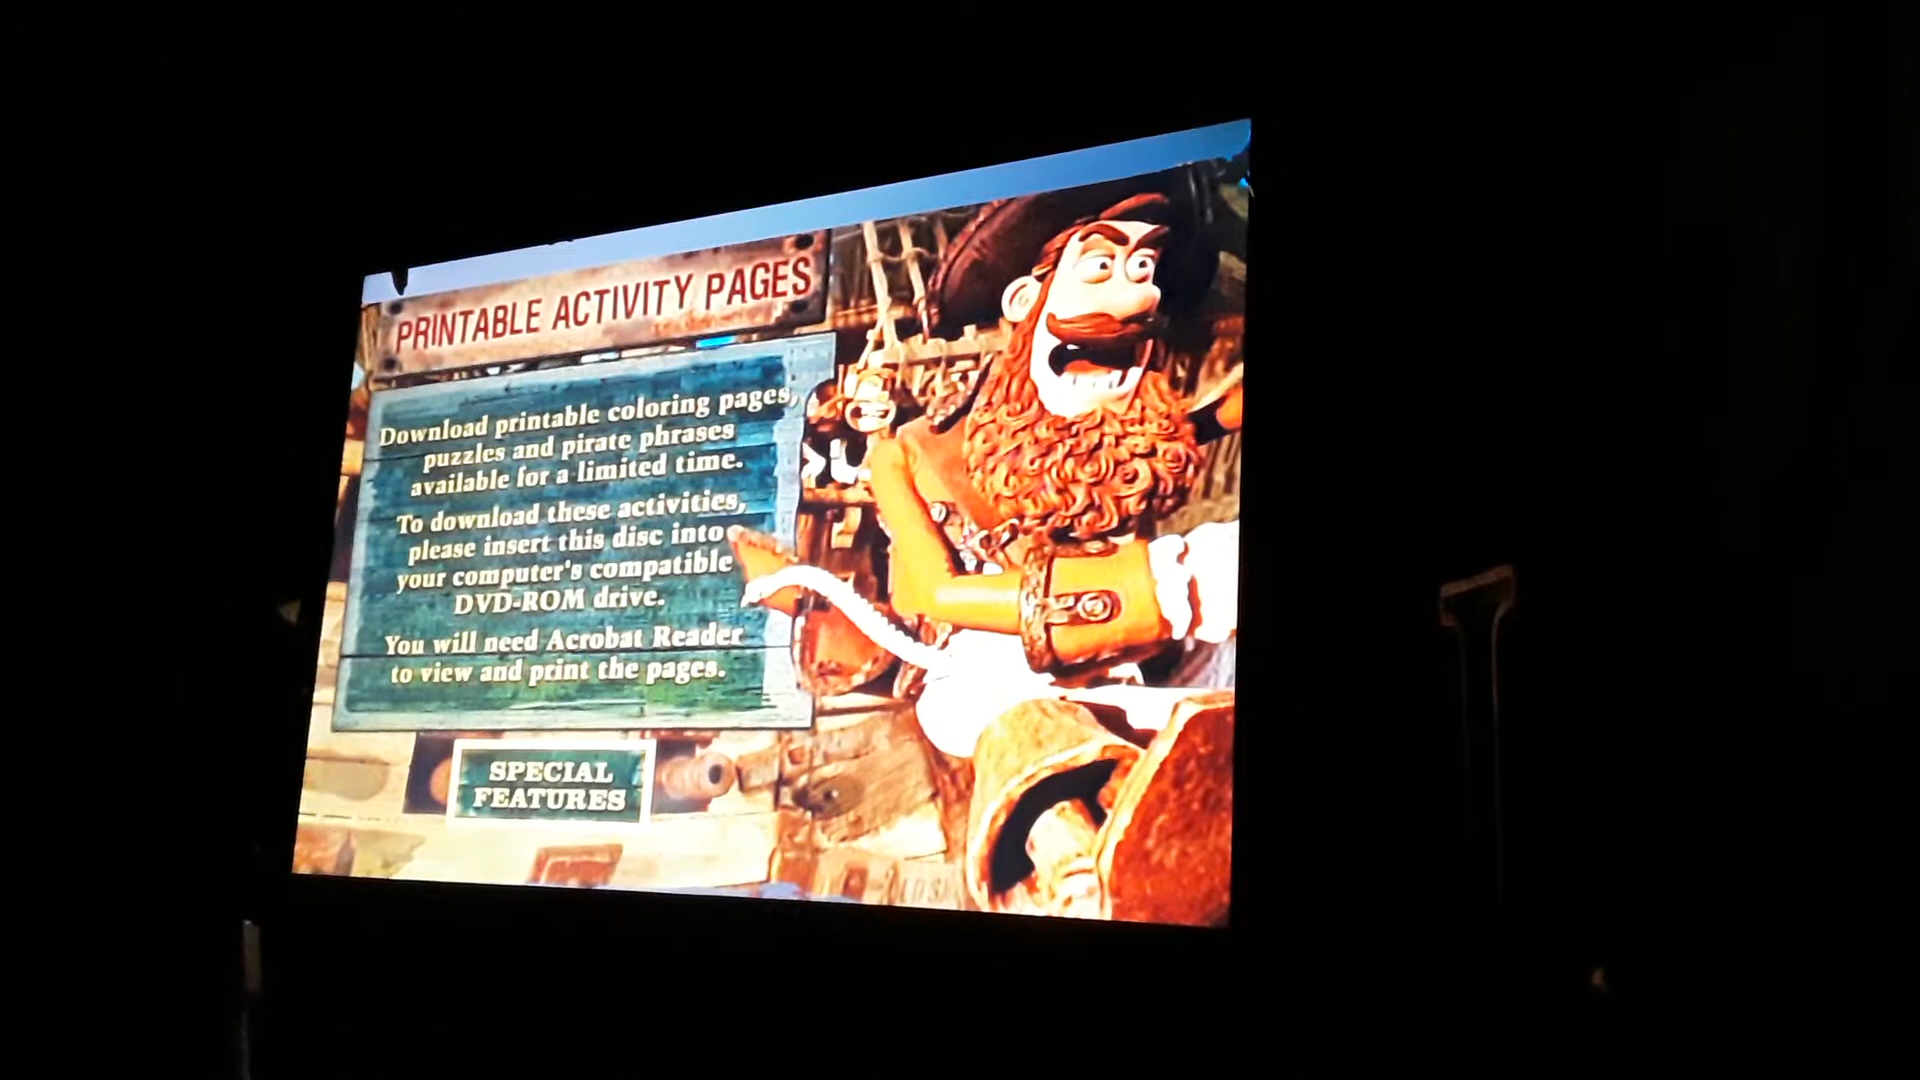 PRINTABLE ACTIVITY PAGES
Download printable coloring pages,
puzzles and pirate phrases
available for a limited time.
To download these activities,
please insert this disc into
your computer's compatible
DVD-ROM drive.
You will need Acrobat Reader
to view and print the pages.
SPECIAL
FEATURES